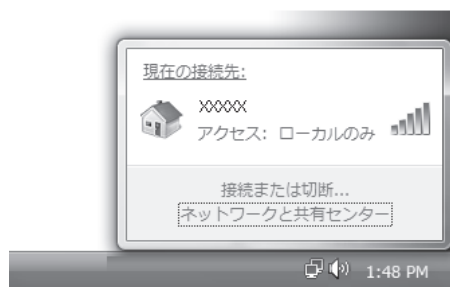 現在の接続先:
XXXXX
アクセス: ローカルのみ
接続または切断...
ネットワークと共有センター
1:48 PM